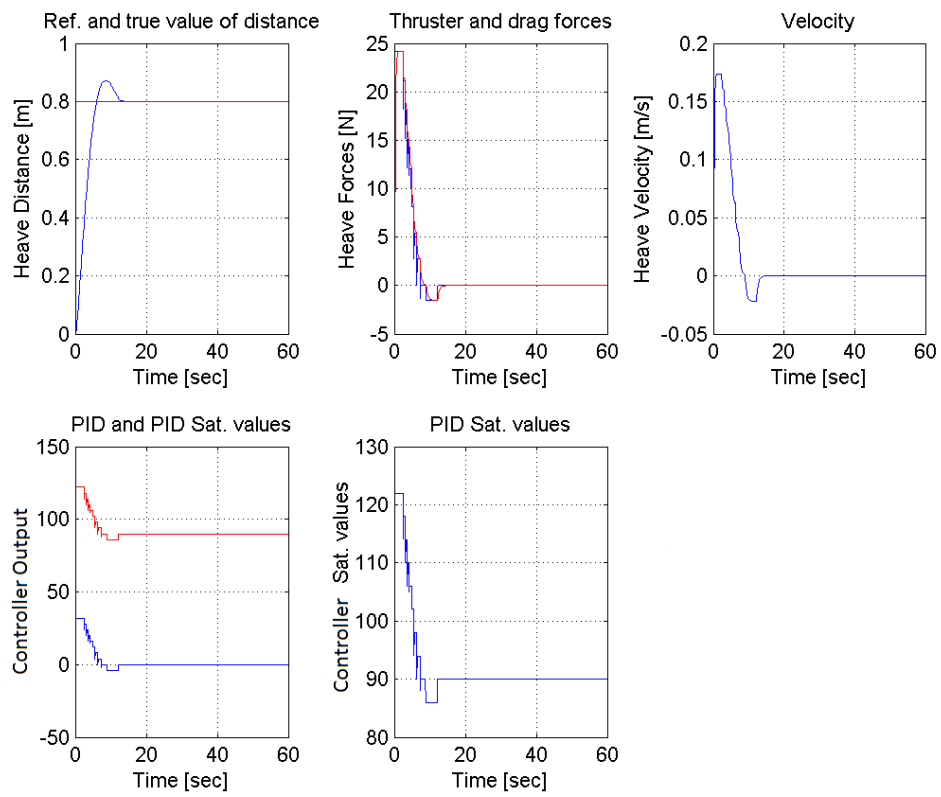 Ref. and true value of distance
Heave Distance [m]
1
0.8
0.6
0.4
0.2
0
0 20 40 60
Time [sec]
Thruster and drag forces
Heave Forces [N]
25
20
15
10
5
0
-5
0 20 40 60
Time [sec]
Velocity
Heave Velocity [m/s]
0.2
0.15
0.1
0.05
0
-0.05
0 20 40 60
Time [sec]
PID and PID Sat. values
Controller Output
150
100
50
0
-50
0 20 40 60
Time [sec]
PID Sat. values
Controller Sat. values
130
120
110
100
90
80
0 20 40 60
Time [sec]